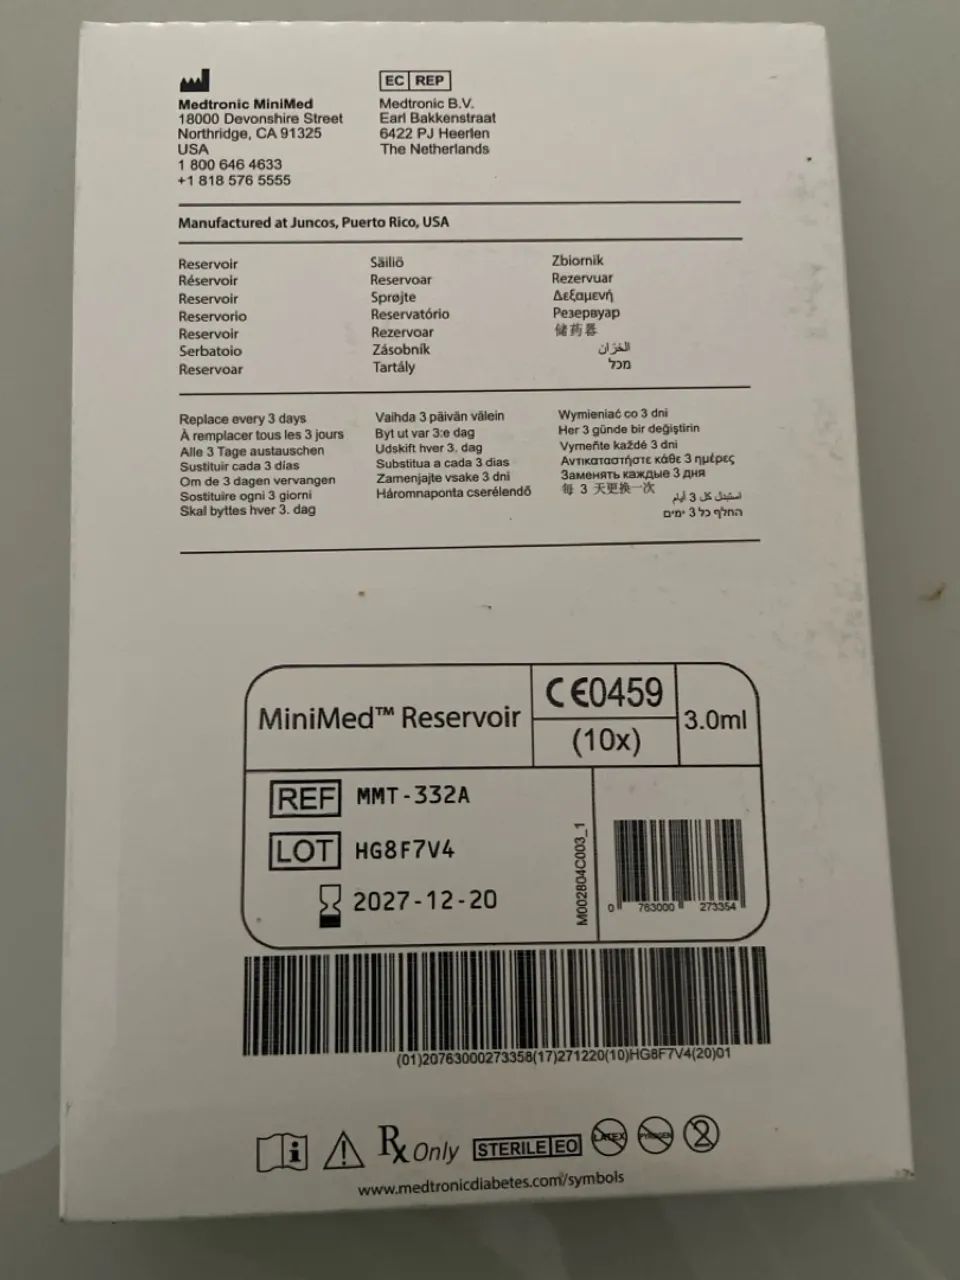 Medtronic MiniMed
18000 Devonshire Street
Northridge, CA 91325
USA
1 800 646 4633
+1 818 576 5555
EC REP
Medtronic B.V.
Earl Bakkenstraat
6422 PJ Heerlen
The Netherlands
Manufactured at Juncos, Puerto Rico, USA
Reservoir
Réservoir
Reservoir
Reservorio
Reservoir
Serbatoio
Reservoar
Säiliö
Reservoar
Sprøjte
Reservatório
Rezervoar
Zásobník
Tartály
Zbiornik
Rezervuar
Δεξαμενή
Резервуар
储药器
الخزان
מכל
Replace every 3 days
À remplacer tous les 3 jours
Alle 3 Tage austauschen
Sustituir cada 3 días
Om de 3 dagen vervangen
Sostituire ogni 3 giorni
Skal byttes hver 3. dag
Vaihda 3 päivän välein
Byt ut var 3:e dag
Udskift hver 3. dag
Substitua a cada 3 dias
Zamenjajte vsake 3 dni
Háromnaponta cserélendő
Wymieniać co 3 dni
Her 3 günde bir değiştirin
Vymeňte každé 3 dni
Αντικαταστήστε κάθε 3 ημέρες
Заменять каждые 3 дня
每 3 天更换一次
استبدل كل 3 أيام
החלף כל 3 ימים
MiniMed™ Reservoir
CE0459
(10x)
3.0ml
REF MMT-332A
LOT HG8F7V4
2027-12-20
M002804C003_1
0 763000 273354
(01)20763000273358(17)271220(10)HG8F7V4(20)01
Rx Only
STERILE EO
LATEX
PYROGEN
2
www.medtronicdiabetes.com/symbols